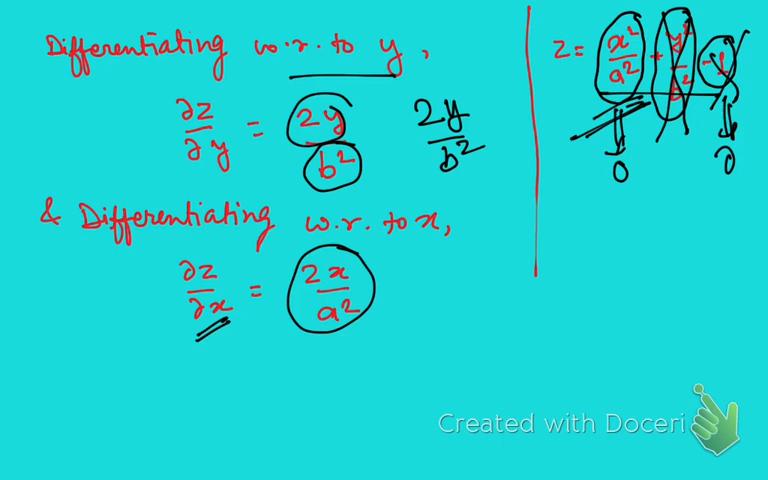 Differentiating w.r. to y,
∂z/∂y = 2y/b² 2y/b²
& Differentiating w.r. to x,
∂z/∂x = 2x/a²
z = x²/a² + y²/b² - 1
0 0
Created with Doceri